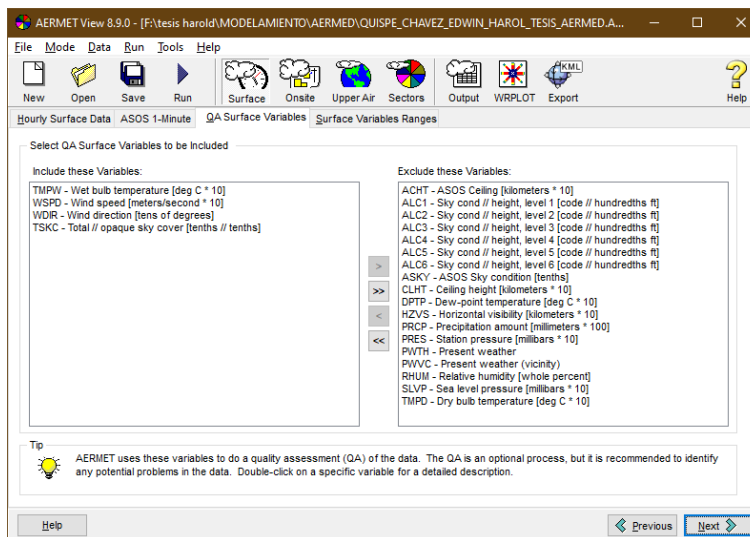 AERMET View 8.9.0 - [F:\tesis harold\MODELAMIENTO\AERMED\QUISPE_CHAVEZ_EDWIN_HAROL_TESIS_AERMED.A...
File Mode Data Run Tools Help
KML
New Open Save Run Surface Onsite Upper Air Sectors Output WRPLOT Export Help
Hourly Surface Data ASOS 1-Minute QA Surface Variables Surface Variables Ranges
Select QA Surface Variables to be Included
Include these Variables:
TMPW - Wet bulb temperature [deg C * 10]
WSPD - Wind speed [meters/second * 10]
WDIR - Wind direction [tens of degrees]
TSKC - Total // opaque sky cover [tenths // tenths]
>
>>
<
<<
Exclude these Variables:
ACHT - ASOS Ceiling [kilometers * 10]
ALC1 - Sky cond // height, level 1 [code // hundredths ft]
ALC2 - Sky cond // height, level 2 [code // hundredths ft]
ALC3 - Sky cond // height, level 3 [code // hundredths ft]
ALC4 - Sky cond // height, level 4 [code // hundredths ft]
ALC5 - Sky cond // height, level 5 [code // hundredths ft]
ALC6 - Sky cond // height, level 6 [code // hundredths ft]
ASKY - ASOS Sky condition [tenths]
CLHT - Ceiling height [kilometers * 10]
DPTP - Dew-point temperature [deg C * 10]
HZVS - Horizontal visibility [kilometers * 10]
PRCP - Precipitation amount [millimeters * 100]
PRES - Station pressure [millibars * 10]
PWTH - Present weather
PWVC - Present weather (vicinity)
RHUM - Relative humidity [whole percent]
SLVP - Sea level pressure [millibars * 10]
TMPD - Dry bulb temperature [deg C * 10]
Tip
AERMET uses these variables to do a quality assessment (QA) of the data. The QA is an optional process, but it is recommended to identify
any potential problems in the data. Double-click on a specific variable for a detailed description.
Help Previous Next